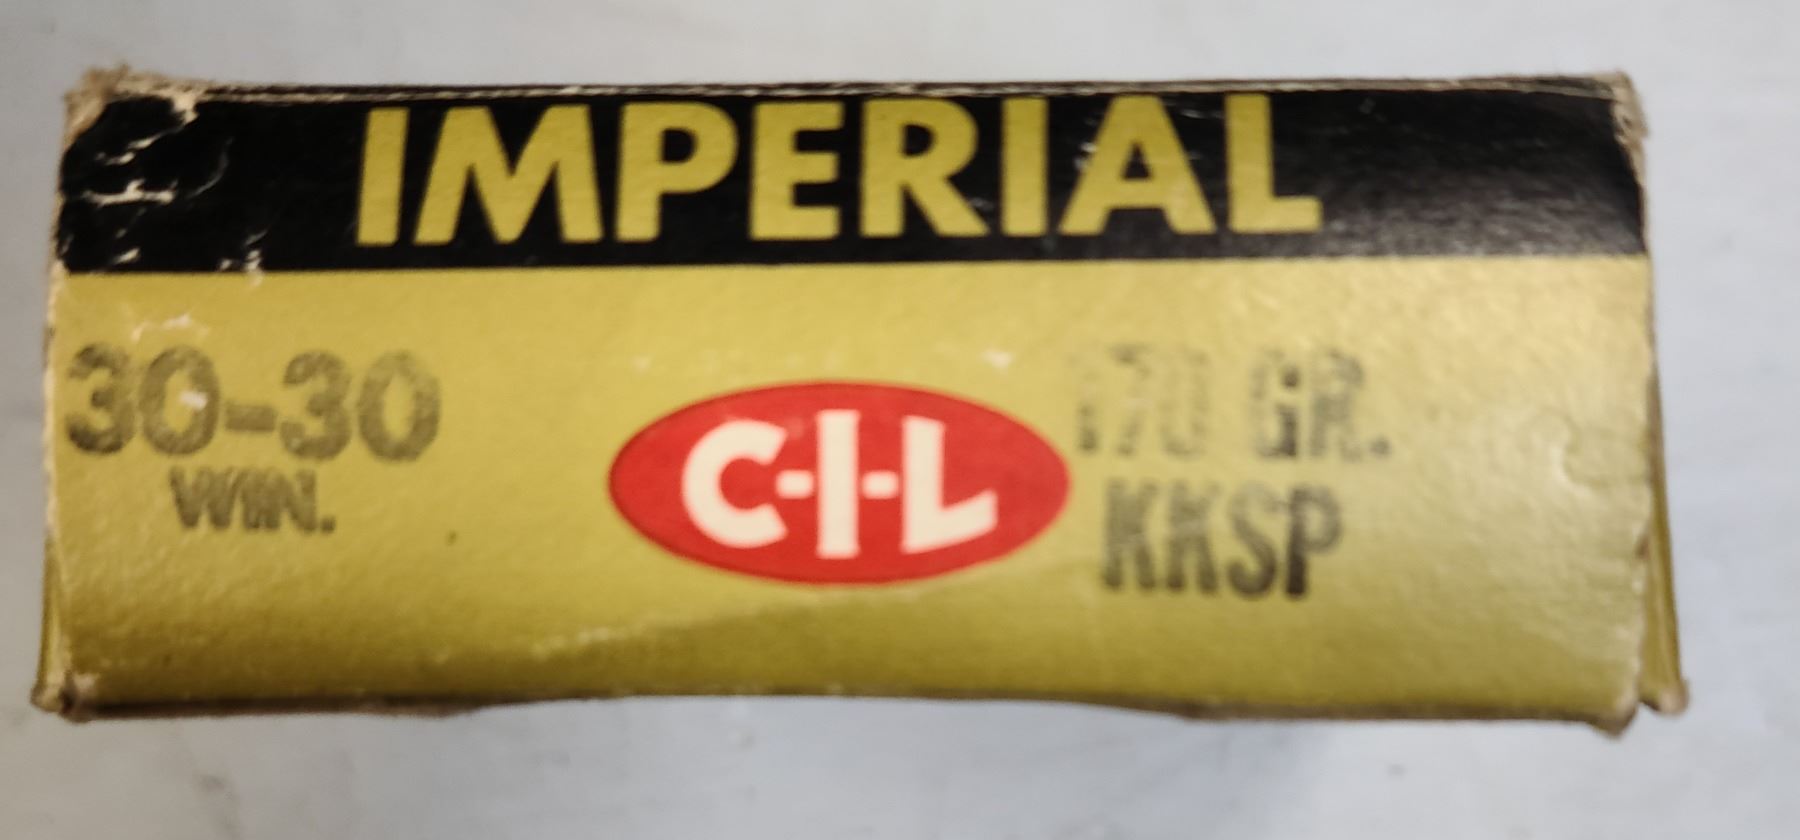 IMPERIAL
30-30
WIN.
C-I-L
170 GR.
KKSP